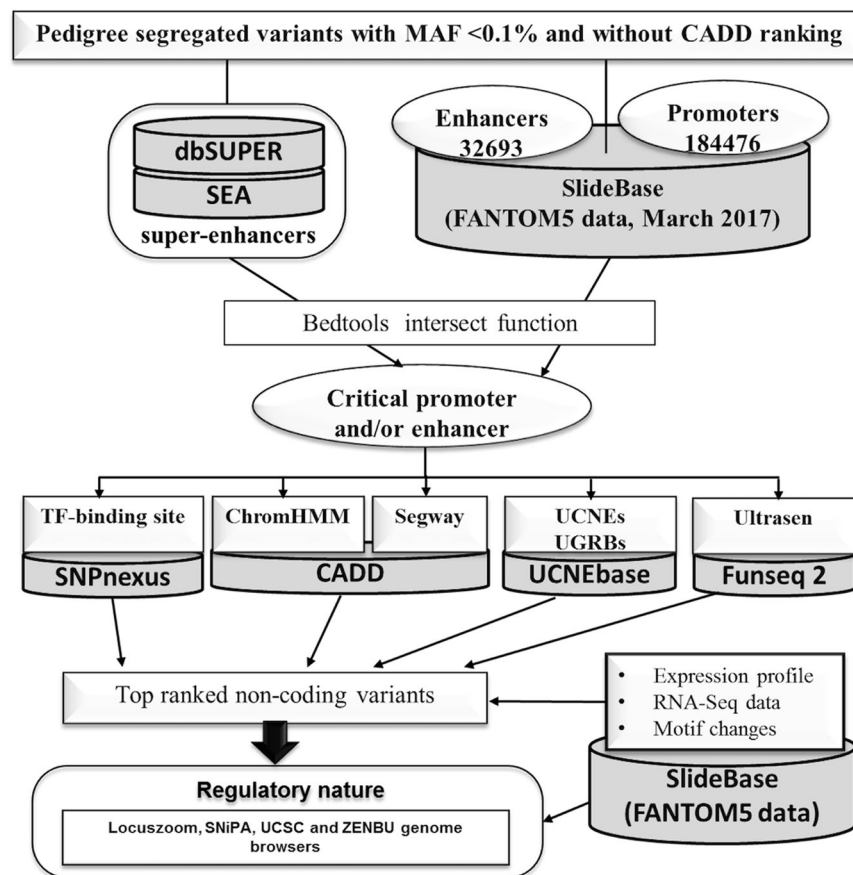 Pedigree segregated variants with MAF <0.1% and without CADD ranking
dbSUPER
SEA
super-enhancers
Enhancers
32693
Promoters
184476
SlideBase
(FANTOM5 data, March 2017)
Bedtools intersect function
Critical promoter
and/or enhancer
TF-binding site
SNPnexus
ChromHMM
Segway
CADD
UCNEs
UGRBs
UCNEbase
Ultrasen
Funseq 2
Top ranked non-coding variants
• Expression profile
• RNA-Seq data
• Motif changes
SlideBase
(FANTOM5 data)
Regulatory nature
Locuszoom, SNiPA, UCSC and ZENBU genome
browsers